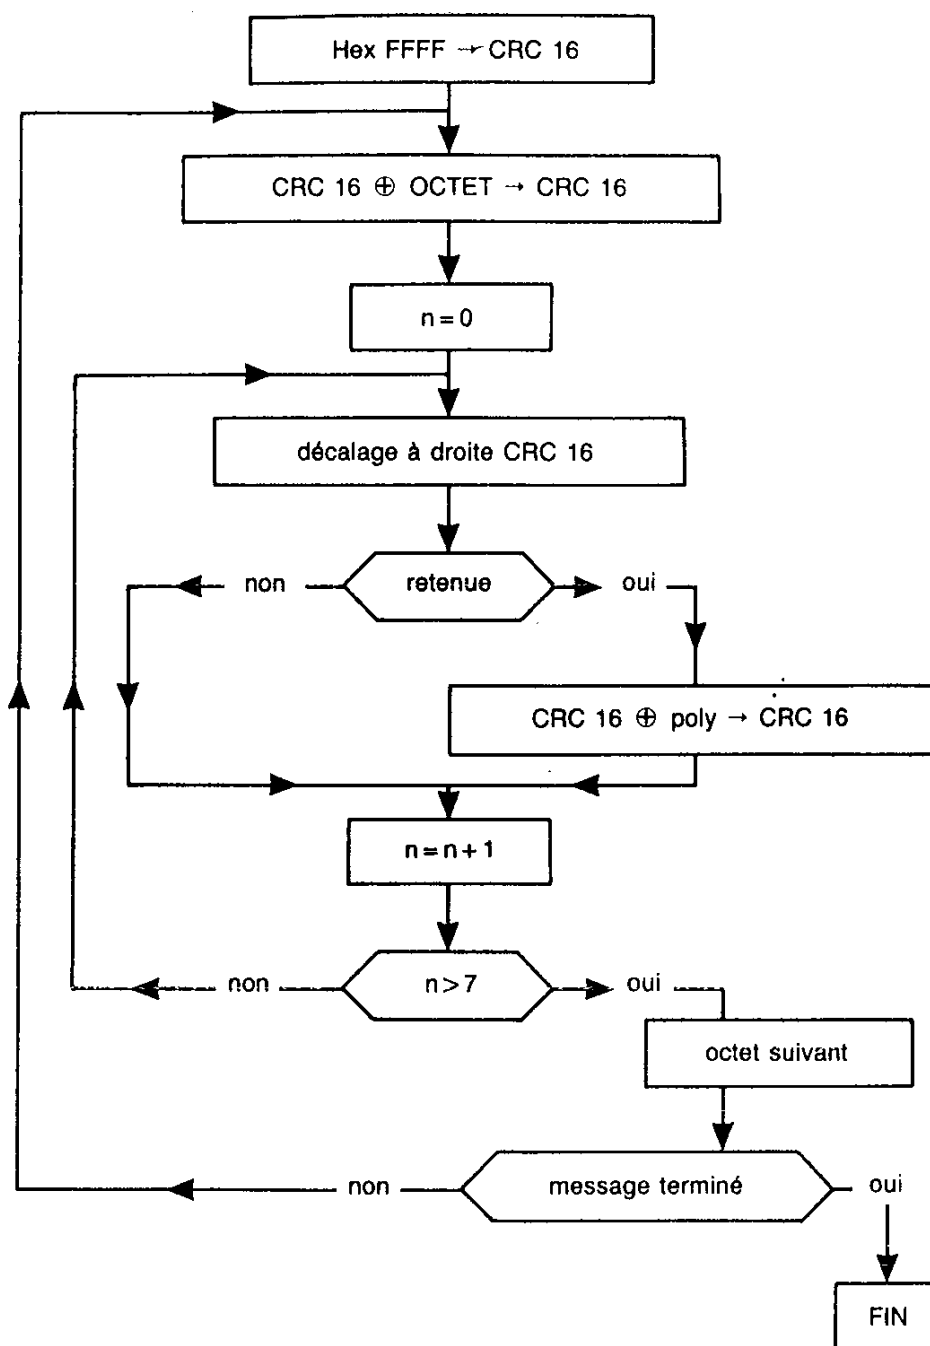 Hex FFFF → CRC 16
CRC 16 ⊕ OCTET → CRC 16
n = 0
décalage à droite CRC 16
non
retenue
oui
CRC 16 ⊕ poly → CRC 16
n = n + 1
non
n > 7
oui
octet suivant
non
message terminé
oui
FIN